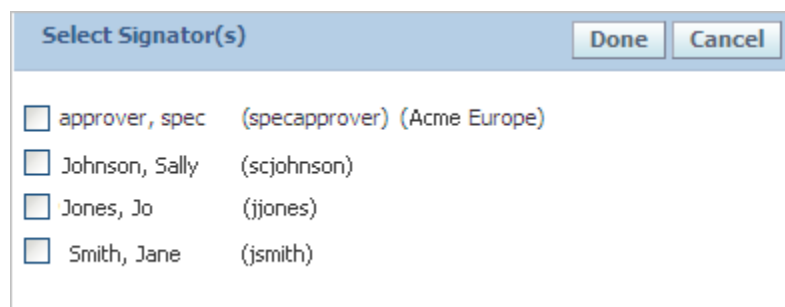 Select Signator(s) Done Cancel
approver, spec (specapprover) (Acme Europe)
Johnson, Sally (scjohnson)
Jones, Jo (jjones)
Smith, Jane (jsmith)